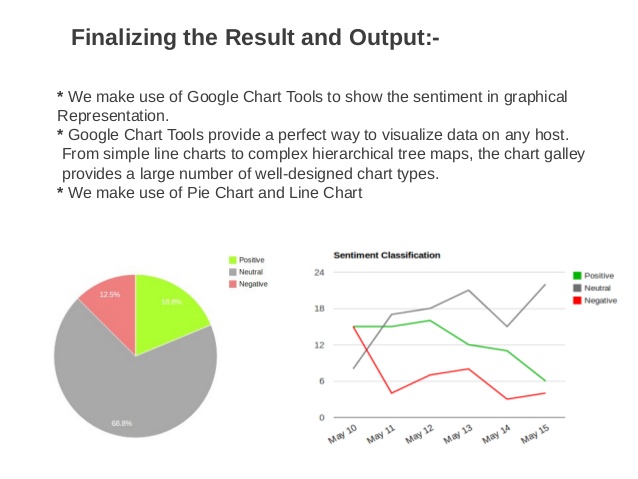 Finalizing the Result and Output:-
* We make use of Google Chart Tools to show the sentiment in graphical
Representation.
* Google Chart Tools provide a perfect way to visualize data on any host.
From simple line charts to complex hierarchical tree maps, the chart galley
provides a large number of well-designed chart types.
* We make use of Pie Chart and Line Chart
Positive
Neutral
Negative
12.5%
18.8%
68.8%
Sentiment Classification
24
18
12
6
0
May 10
May 11
May 12
May 13
May 14
May 15
Positive
Neutral
Negative